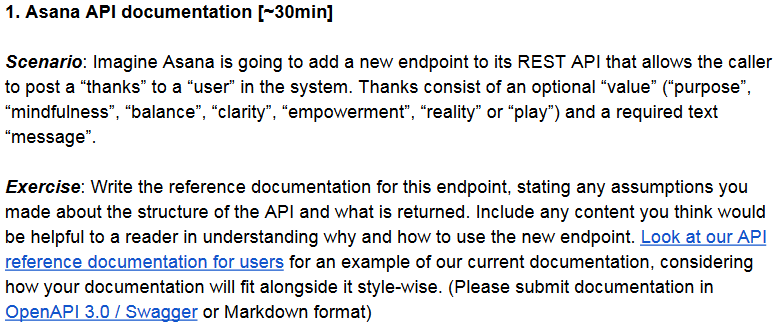 1. Asana API documentation [~30min]
Scenario: Imagine Asana is going to add a new endpoint to its REST API that allows the caller
to post a “thanks” to a “user” in the system. Thanks consist of an optional “value” (“purpose”,
“mindfulness”, “balance”, “clarity”, “empowerment”, “reality” or “play”) and a required text
“message”.
Exercise: Write the reference documentation for this endpoint, stating any assumptions you
made about the structure of the API and what is returned. Include any content you think would
be helpful to a reader in understanding why and how to use the new endpoint. Look at our API
reference documentation for users for an example of our current documentation, considering
how your documentation will fit alongside it style-wise. (Please submit documentation in
OpenAPI 3.0 / Swagger or Markdown format)